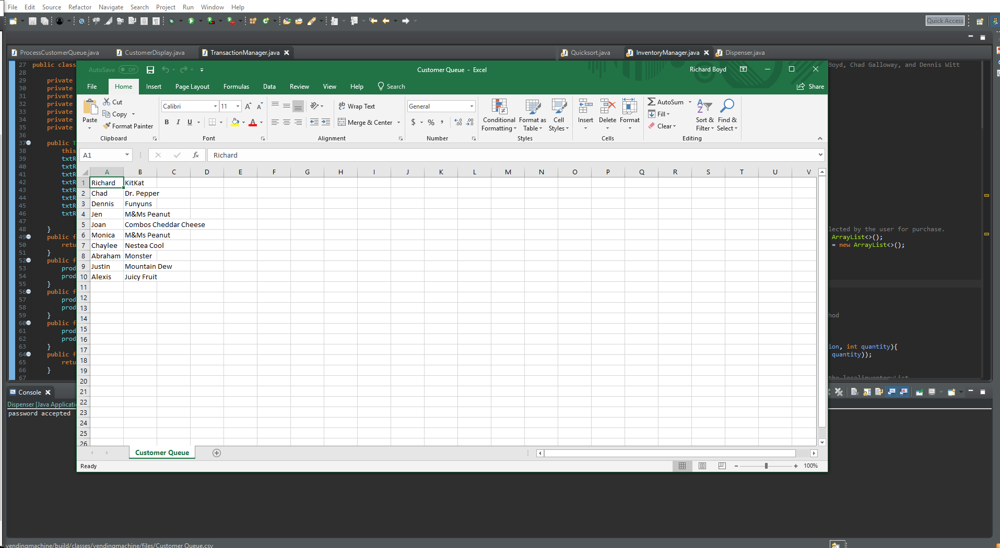 File Edit Source Refactor Navigate Search Project Run Window Help
Quick Access
ProcessCustomerQueue.java CustomerDisplay.java TransactionManager.java Quicksort.java InventoryManager.java Dispenser.java
AutoSave Off Customer Queue - Excel Richard Boyd
File Home Insert Page Layout Formulas Data Review View Help Search Share
Paste Cut Copy Format Painter
Clipboard
Calibri 11
B I U A
Font
Wrap Text
Merge & Center
Alignment
General
$ % ,
Number
Conditional Formatting Format as Table Cell Styles
Styles
Insert Delete Format
Cells
AutoSum Fill Clear Sort & Filter Find & Select
Editing
A1 fx Richard
A B C D E F G H I J K L M N O P Q R S T U V
1 Richard KitKat
2 Chad Dr. Pepper
3 Dennis Funyuns
4 Jen M&Ms Peanut
5 Joan Combos Cheddar Cheese
6 Monica M&Ms Peanut
7 Chaylee Nestea Cool
8 Abraham Monster
9 Justin Mountain Dew
10 Alexis Juicy Fruit
11
12
13
14
15
16
17
18
19
20
21
22
23
24
25
26
Customer Queue
Ready 100%
27 public class
28
29 private
30 private
31 private
32 private
33 private
34 private
35 private
36
37 public T
38 this
39 txtR
40 txtR
41 txtR
42 txtR
43 txtR
44 txtR
45 txtR
46 txtR
47
48 }
49 public f
50 retu
51 }
52 public f
53 prod
54 prod
55 }
56 public f
57 prod
58 prod
59 }
60 public f
61 prod
62 prod
63 }
64 public f
65 retu
66 }
67
Boyd, Chad Galloway, and Dennis Witt
lected by the user for purchase.
ArrayList<>();
= new ArrayList<>();
hod
ion, int quantity){
quantity));
the localinventoryList
Console
Dispenser [Java Applicati
password accepted
vendingmachine/build/classes/vendingmachine/files/Customer Queue.csv